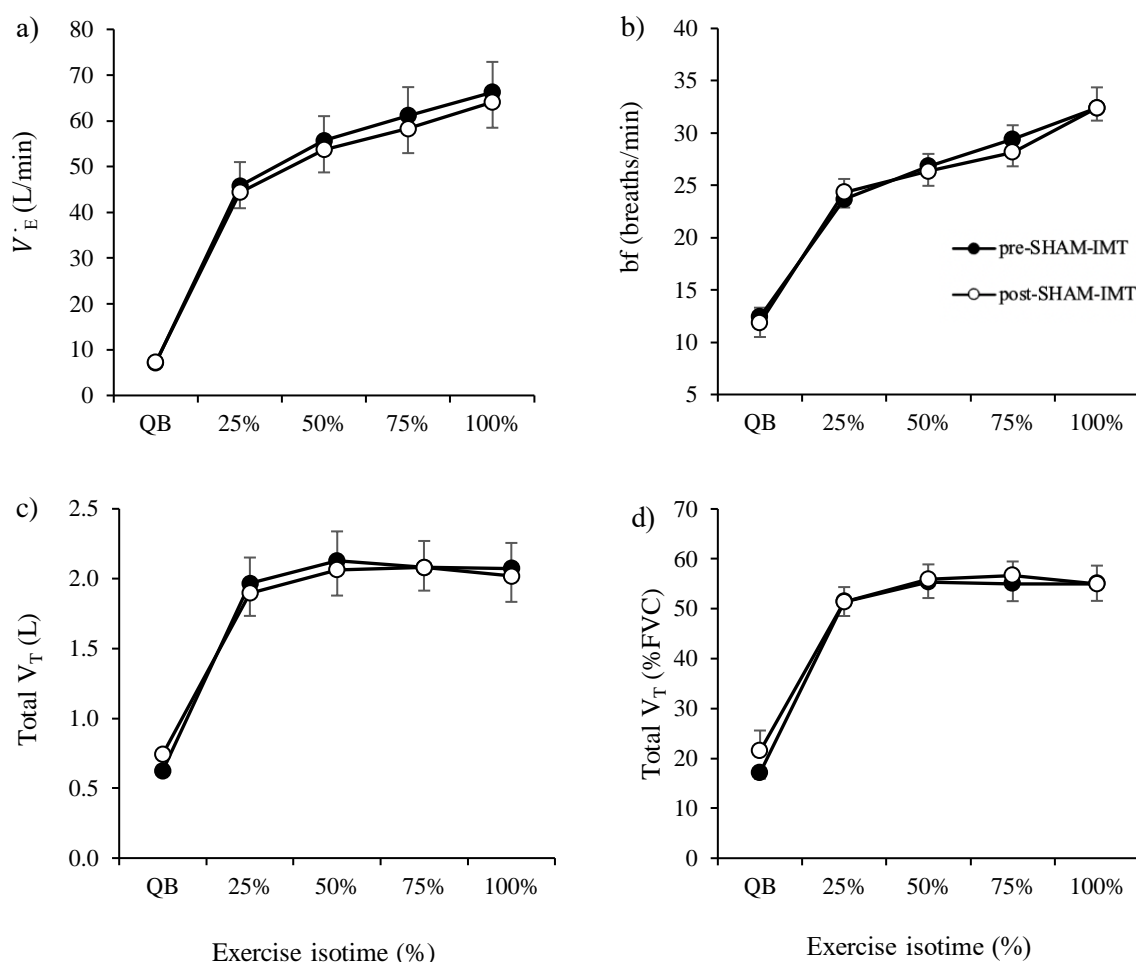 a)
80
70
60
50
40
30
20
10
0
V̇E (L/min)
QB 25% 50% 75% 100%
b)
40
35
30
25
20
15
10
5
bf (breaths/min)
pre-SHAM-IMT
post-SHAM-IMT
QB 25% 50% 75% 100%
c)
2.5
2.0
1.5
1.0
0.5
0.0
Total VT (L)
QB 25% 50% 75% 100%
Exercise isotime (%)
d)
70
60
50
40
30
20
10
0
Total VT (%FVC)
QB 25% 50% 75% 100%
Exercise isotime (%)